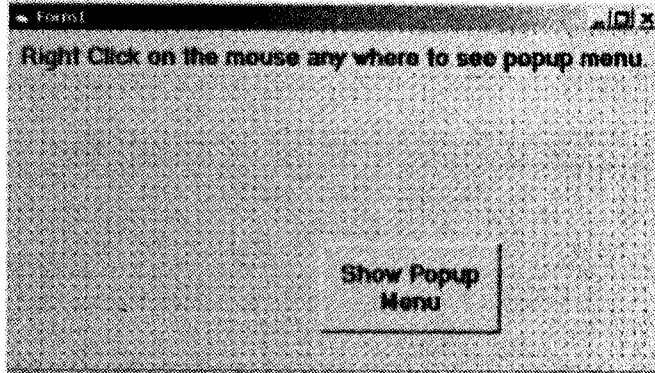 Form1
Right Click on the mouse any where to see popup menu.
Show Popup
Menu